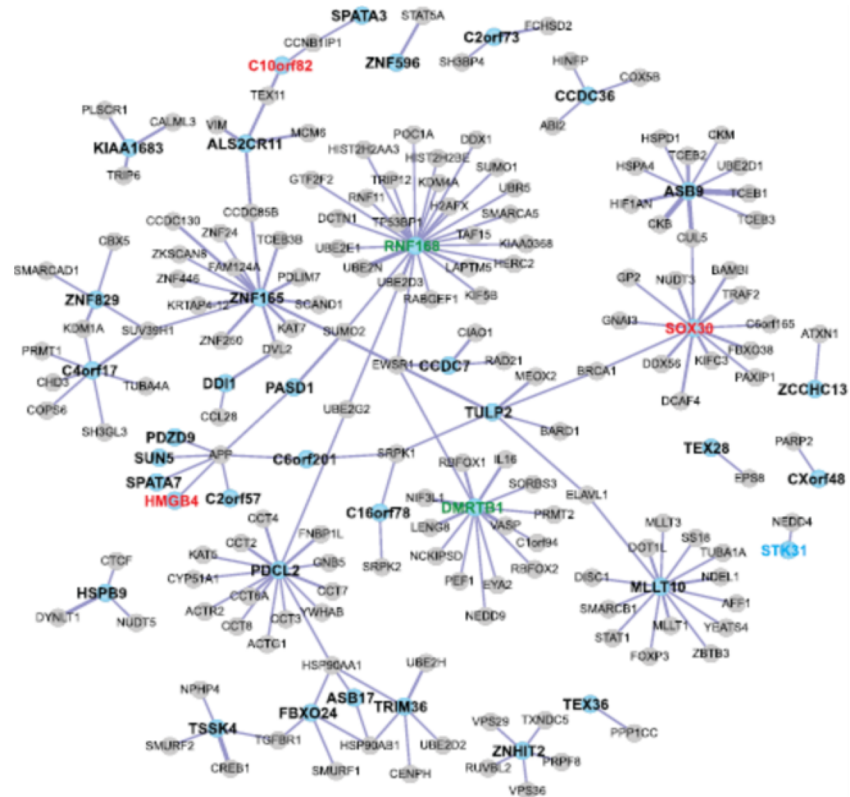 SPATA3
STAT5A
CCNB1IP1
C2orf73
FCHSD2
C10orf82
ZNF596
SH3BP4
HINFP
COX5B
TEX11
CCDC36
PLSCR1
CALML3
VIM
MCM6
ABI2
KIAA1683
ALS2CR11
TRIP6
POC1A
DDX1
HIST2H2AA3
HIST2H2BE
SUMO1
GTF2F2
TRIP12
KDM4A
UBR5
RNF11
H2AFX
SMARCA5
DCTN1
TP53BP1
TAF15
UBE2E1
RNF168
KIAA0368
UBE2N
LAPTM5
HERC2
UBE2D3
RABGEF1
KIF5B
HSPD1
CKM
TCEB2
HSPA4
UBE2D1
ASB9
TCEB1
HIF1AN
CKB
TCEB3
CUL5
CCDC85B
CCDC130
ZNF24
TCEB3B
CBX5
ZKSCAN8
FAM124A
SMARCAD1
ZNF446
PDLIM7
ZNF829
KRTAP4-12
ZNF165
SCAND1
KDM1A
SUV39H1
KAT7
SUMO2
ZNF250
DVL2
GP2
NUDT3
BAMBI
TRAF2
GNAI3
SOX30
C6orf165
FBXO38
DDX56
KIFC3
PAXIP1
DCAF4
ATXN1
ZCCHC13
PRMT1
C4orf17
CHD3
TUBA4A
COPS6
SH3GL3
DDI1
PASD1
CCL28
EWSR1
CIAO1
CCDC7
RAD21
MEOX2
BRCA1
TULP2
BARD1
UBE2G2
PDZD9
SUN5
APP
C6orf201
SRPK1
SPATA7
HMGB4
C2orf57
C16orf78
SRPK2
TEX28
EPS8
PARP2
CXorf48
NEDD4
STK31
RBFOX1
IL16
SORBS3
ELAVL1
NIF3L1
DMRTB1
PRMT2
LENG8
VASP
C1orf94
NCKIPSD
RBFOX2
PEF1
EYA2
NEDD9
CCT4
CCT2
FNBP1L
KAT5
GNB5
CYP51A1
PDCL2
CCT6A
CCT7
ACTR2
YWHAB
CCT8
CCT3
ACTC1
MLLT3
SS18
DOT1L
TUBA1A
DISC1
MLLT10
NDEL1
SMARCB1
AFF1
STAT1
MLLT1
YEATS4
FOXP3
ZBTB3
CTCF
HSPB9
DYNLT1
NUDT5
HSP90AA1
UBE2H
NPHP4
ASB17
FBXO24
TRIM36
TSSK4
TGFBR1
HSP90AB1
UBE2D2
SMURF2
CREB1
SMURF1
CENPH
TEX36
PPP1CC
VPS29
TXNDC5
ZNHIT2
RUVBL2
PRPF8
VPS36